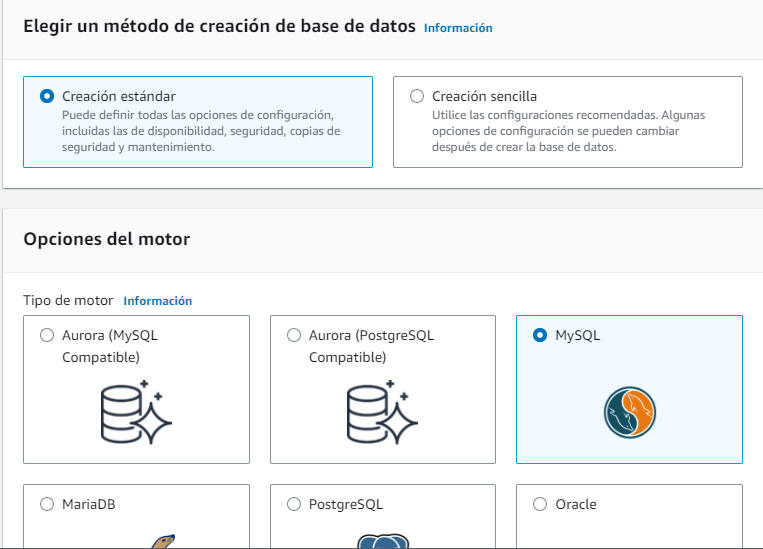 Elegir un método de creación de base de datos Información
Creación estándar
Puede definir todas las opciones de configuración,
incluidas las de disponibilidad, seguridad, copias de
seguridad y mantenimiento.
Creación sencilla
Utilice las configuraciones recomendadas. Algunas
opciones de configuración se pueden cambiar
después de crear la base de datos.
Opciones del motor
Tipo de motor Información
Aurora (MySQL
Compatible)
Aurora (PostgreSQL
Compatible)
MySQL
MariaDB
PostgreSQL
Oracle